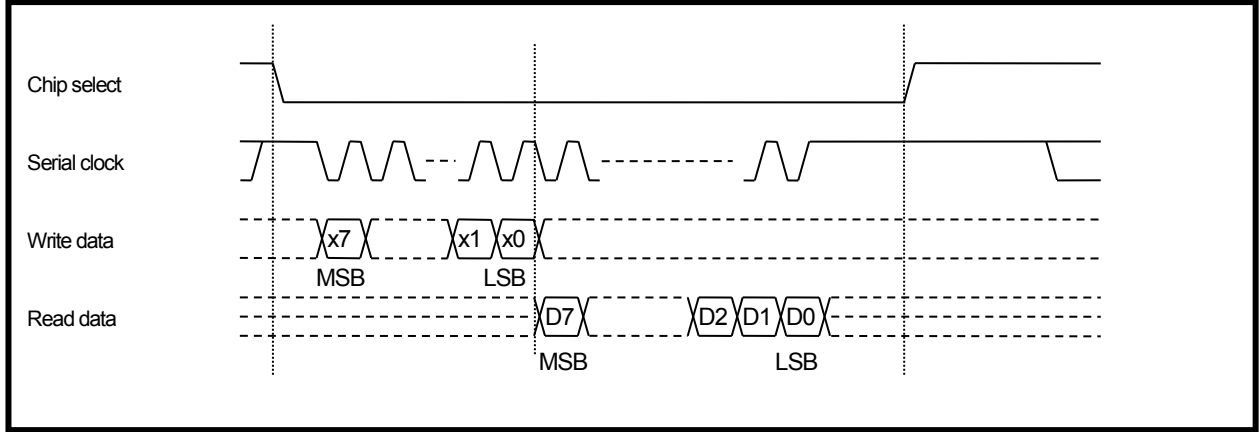 Chip select
Serial clock
Write data
x7 x1 x0
MSB LSB
Read data
D7 D2 D1 D0
MSB LSB